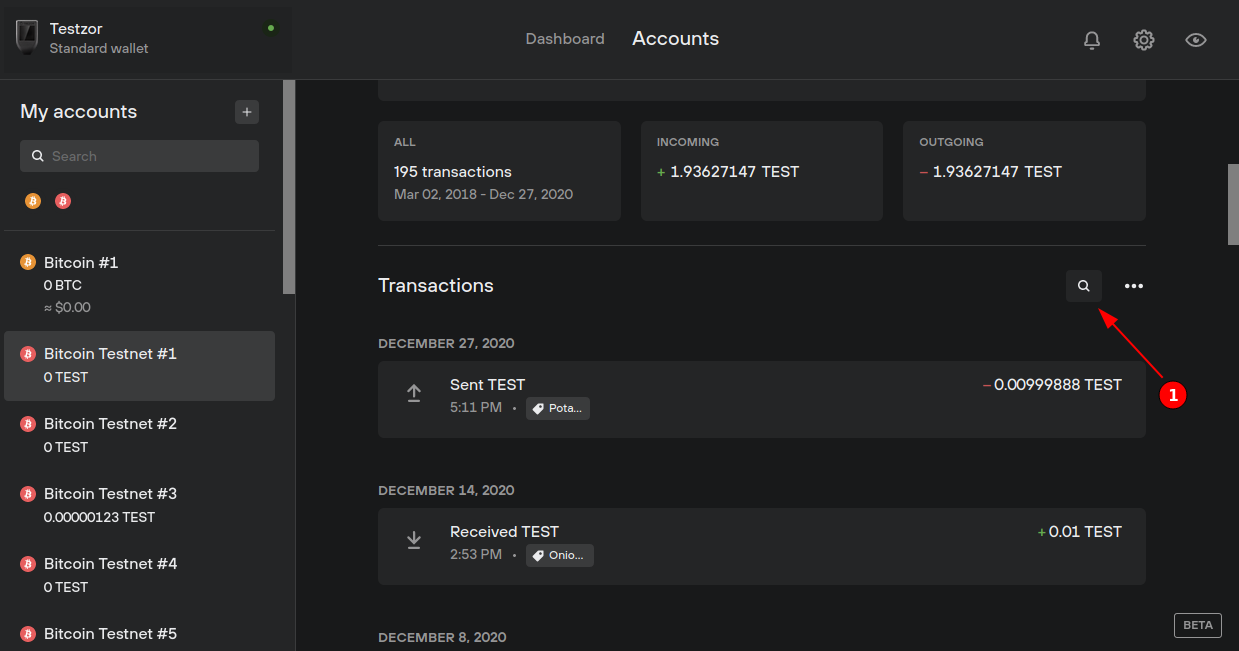 Testzor
Standard wallet
Dashboard
Accounts
My accounts
+
Search
Bitcoin #1
0 BTC
≈ $0.00
Bitcoin Testnet #1
0 TEST
Bitcoin Testnet #2
0 TEST
Bitcoin Testnet #3
0.00000123 TEST
Bitcoin Testnet #4
0 TEST
Bitcoin Testnet #5
ALL
195 transactions
Mar 02, 2018 - Dec 27, 2020
INCOMING
+ 1.93627147 TEST
OUTGOING
– 1.93627147 TEST
Transactions
1
DECEMBER 27, 2020
Sent TEST
– 0.00999888 TEST
5:11 PM • Pota...
DECEMBER 14, 2020
Received TEST
+ 0.01 TEST
2:53 PM • Onio...
DECEMBER 8, 2020
BETA